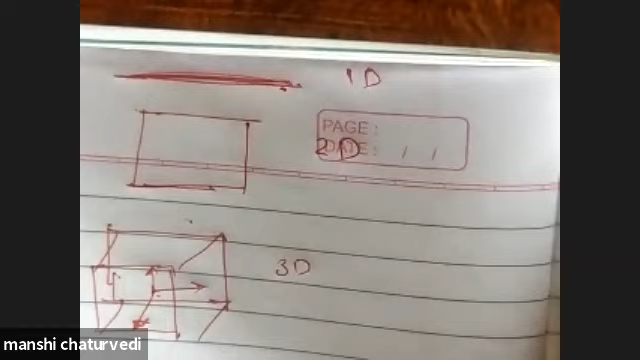 1D
PAGE :
DATE : / /
2D
3D
manshi chaturvedi